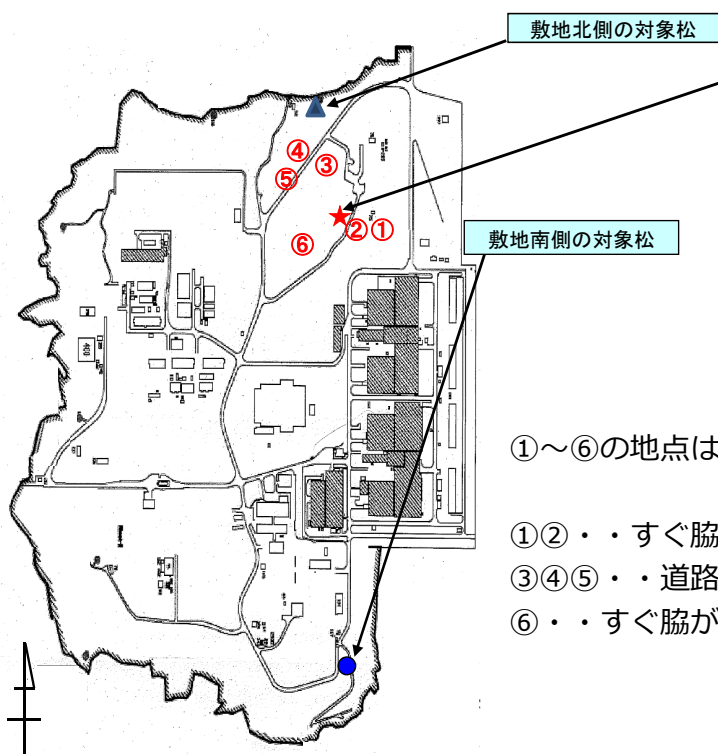 敷地北側の対象松
④
③
⑤
②①
⑥
敷地南側の対象松
①～⑥の地点は
①②・・すぐ脇
③④⑤・・道路
⑥・・すぐ脇が